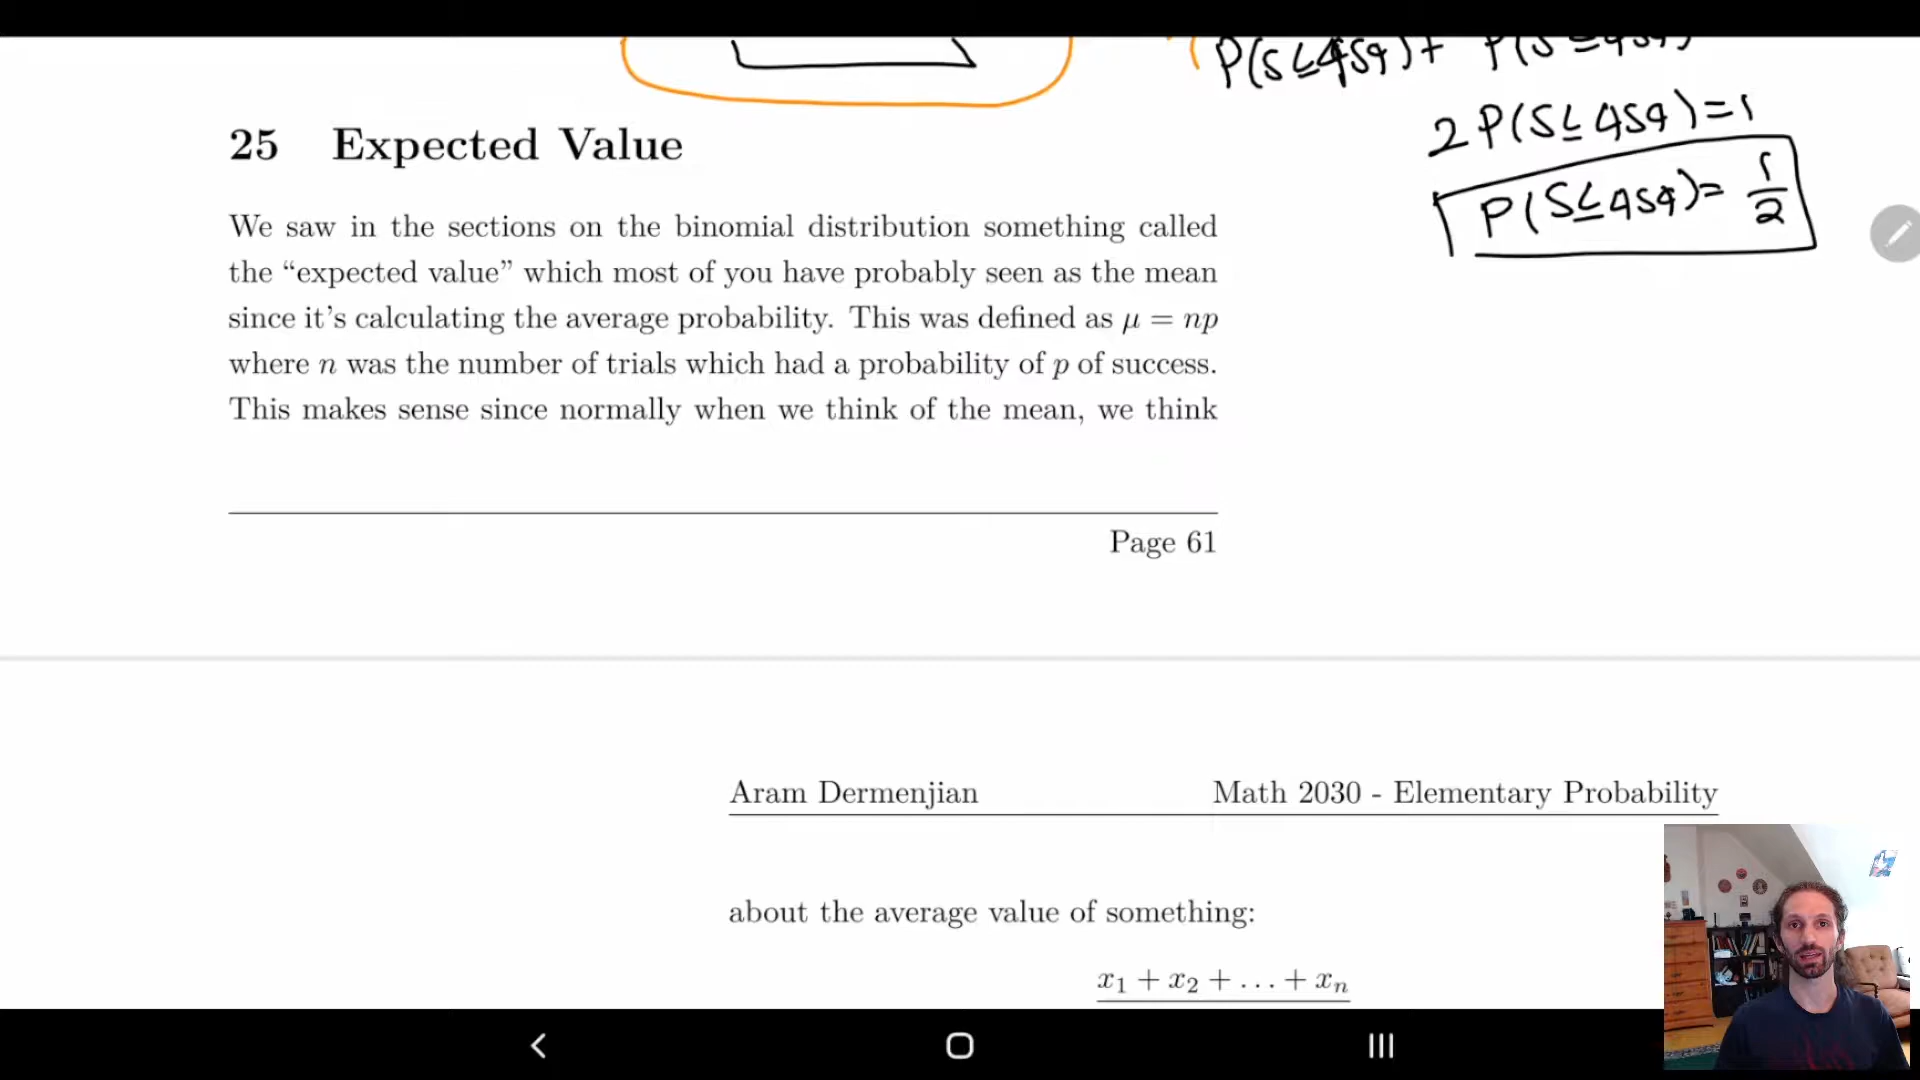 P(S≤454)+ P(S≤454)
2P(S≤454)=1
P(S≤454)= 1/2
25 Expected Value
We saw in the sections on the binomial distribution something called
the “expected value” which most of you have probably seen as the mean
since it’s calculating the average probability. This was defined as μ = np
where n was the number of trials which had a probability of p of success.
This makes sense since normally when we think of the mean, we think
Page 61
Aram Dermenjian Math 2030 - Elementary Probability
about the average value of something:
x₁ + x₂ + . . . + xₙ